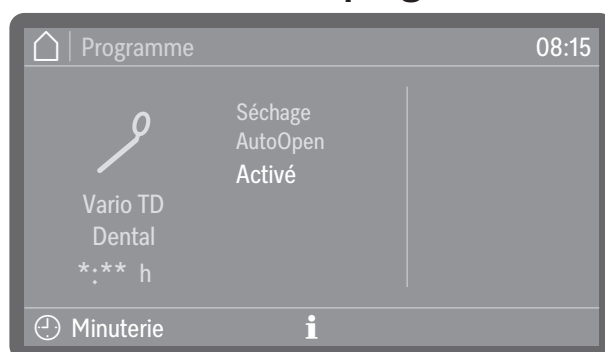 Programme
08:15
Séchage
AutoOpen
Activé
Vario TD
Dental
*:** h
Minuterie
i